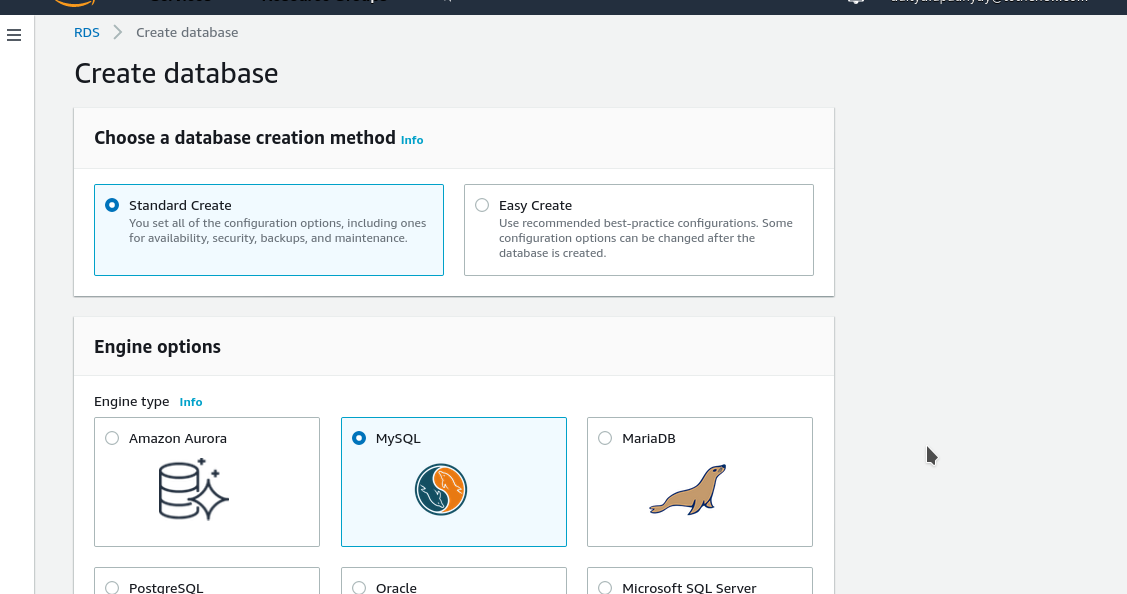 RDS > Create database
Create database
Choose a database creation method Info
Standard Create
You set all of the configuration options, including ones
for availability, security, backups, and maintenance.
Easy Create
Use recommended best-practice configurations. Some
configuration options can be changed after the
database is created.
Engine options
Engine type Info
Amazon Aurora
MySQL
MariaDB
PostgreSQL
Oracle
Microsoft SQL Server